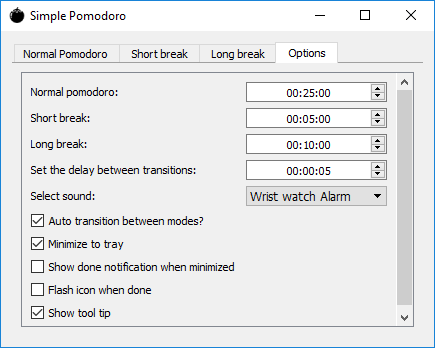 Simple Pomodoro
Normal Pomodoro Short break Long break Options
Normal pomodoro: 00:25:00
Short break: 00:05:00
Long break: 00:10:00
Set the delay between transitions: 00:00:05
Select sound: Wrist watch Alarm
Auto transition between modes?
Minimize to tray
Show done notification when minimized
Flash icon when done
Show tool tip